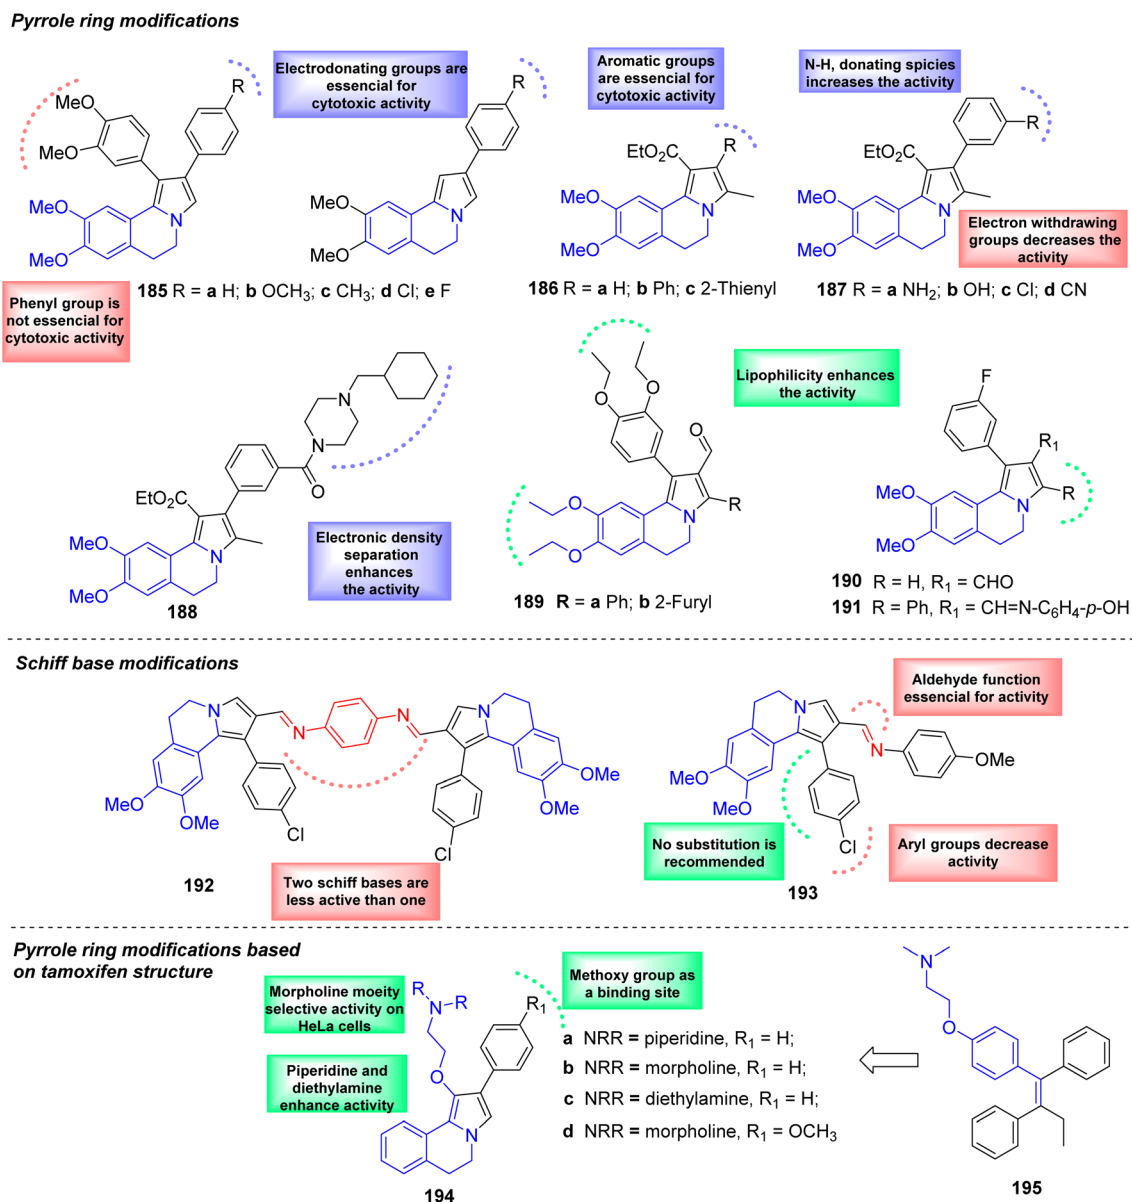 Pyrrole ring modifications
MeO
MeO
R
MeO
MeO
N
185 R = a H; b OCH3; c CH3; d Cl; e F
Phenyl group is
not essencial for
cytotoxic activity
Electrodonating groups are
essencial for
cytotoxic activity
R
MeO
MeO
N
Aromatic groups
are essencial for
cytotoxic activity
EtO2C
R
MeO
MeO
N
186 R = a H; b Ph; c 2-Thienyl
N-H, donating spicies
increases the activity
R
EtO2C
MeO
MeO
N
Electron withdrawing
groups decreases the
activity
187 R = a NH2; b OH; c Cl; d CN
N
N
O
EtO2C
MeO
MeO
N
188
Electronic density
separation
enhances
the activity
O
O
O
R
O
O
N
189 R = a Ph; b 2-Furyl
Lipophilicity enhances
the activity
F
R1
R
MeO
MeO
N
190 R = H, R1 = CHO
191 R = Ph, R1 = CH=N-C6H4-p-OH
Schiff base modifications
N
N
N
N
MeO
OMe
Cl
OMe
OMe
Cl
192
Two schiff bases are
less active than one
Aldehyde function
essencial for activity
N
N
OMe
MeO
MeO
Cl
No substitution is
recommended
Aryl groups decrease
activity
193
Pyrrole ring modifications based
on tamoxifen structure
Morpholine moeity
selective activity on
HeLa cells
Piperidine and
diethylamine
enhance activity
R
N
R
O
R1
N
194
Methoxy group as
a binding site
a NRR = piperidine, R1 = H;
b NRR = morpholine, R1 = H;
c NRR = diethylamine, R1 = H;
d NRR = morpholine, R1 = OCH3
N
O
195